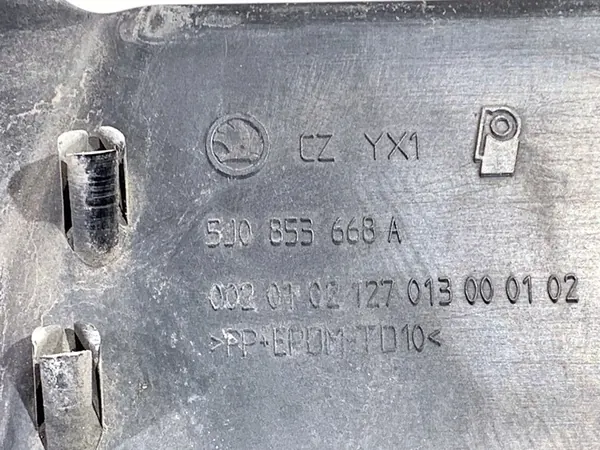 CZ YX1
5J0 853 668 A
002 01 02 127 013 00 01 02
>PP+EPDM-TD10<